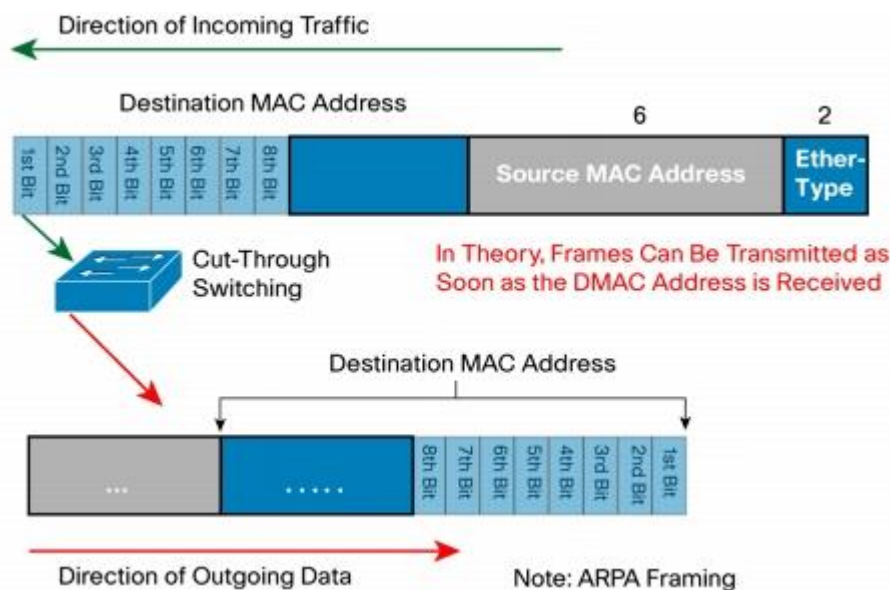 Direction of Incoming Traffic
Destination MAC Address
6
2
1st Bit
2nd Bit
3rd Bit
4th Bit
5th Bit
6th Bit
7th Bit
8th Bit
Source MAC Address
Ether-
Type
Cut-Through
Switching
In Theory, Frames Can Be Transmitted as
Soon as the DMAC Address is Received
Destination MAC Address
...
.....
8th Bit
7th Bit
6th Bit
5th Bit
4th Bit
3rd Bit
2nd Bit
1st Bit
Direction of Outgoing Data
Note: ARPA Framing